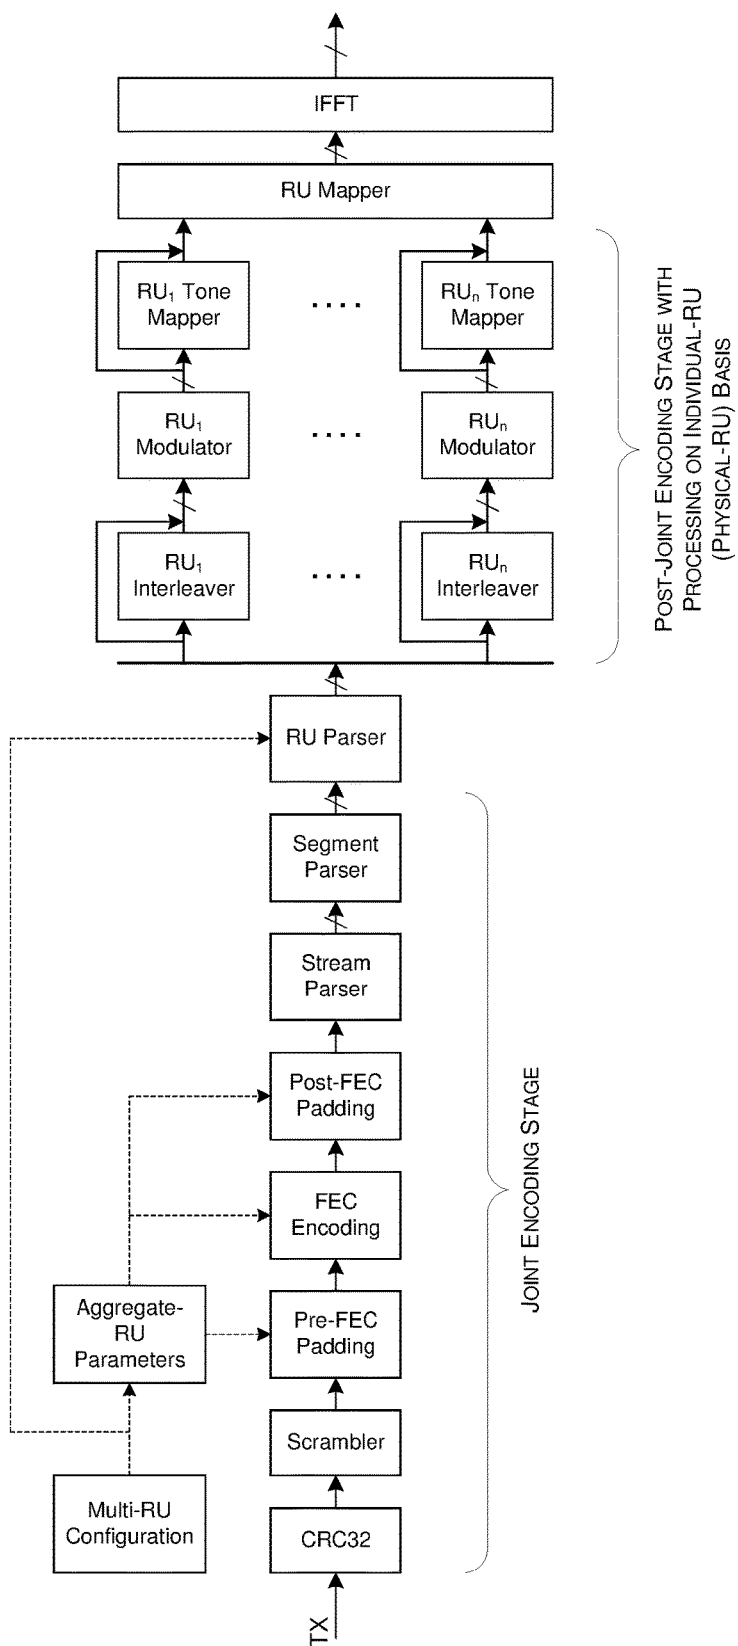 IFFT
RU Mapper
RU1 Tone
Mapper
. . . .
RUn Tone
Mapper
RU1
Modulator
. . . .
RUn
Modulator
RU1
Interleaver
. . . .
RUn
Interleaver
POST-JOINT ENCODING STAGE WITH
PROCESSING ON INDIVIDUAL-RU
(PHYSICAL-RU) BASIS
RU Parser
Segment
Parser
Stream
Parser
Post-FEC
Padding
FEC
Encoding
Aggregate-
RU
Parameters
Pre-FEC
Padding
Scrambler
Multi-RU
Configuration
CRC32
TX
JOINT ENCODING STAGE